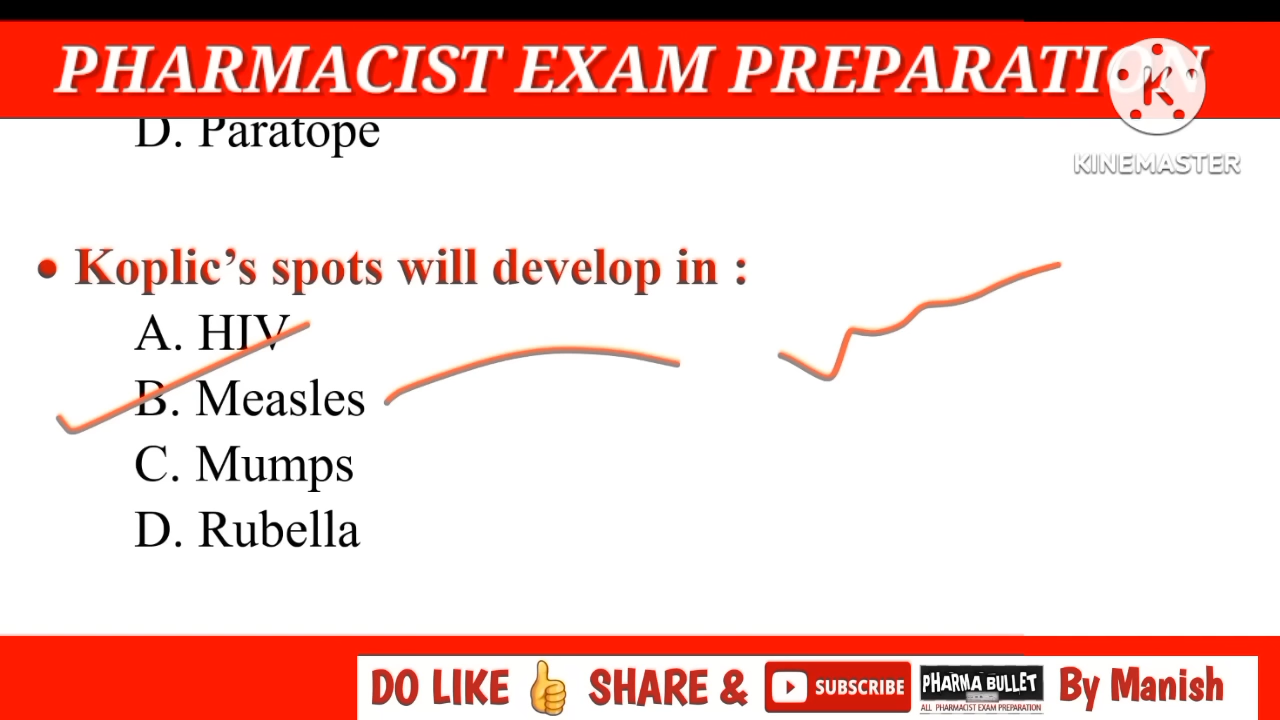 PHARMACIST EXAM PREPARATION
K
KINEMASTER
D. Paratope
• Koplic’s spots will develop in :
A. HIV
B. Measles
C. Mumps
D. Rubella
DO LIKE 👍 SHARE & SUBSCRIBE PHARMA BULLET By Manish
ALL PHARMACIST EXAM PREPARATION